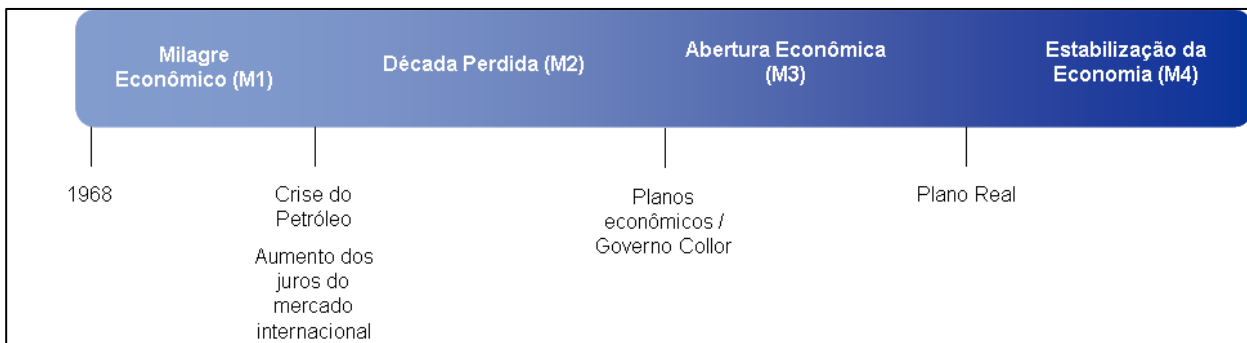 Milagre
Econômico (M1)
Década Perdida (M2)
Abertura Econômica
(M3)
Estabilização da
Economia (M4)
1968
Crise do
Petróleo
Aumento dos
juros do
mercado
internacional
Planos
econômicos /
Governo Collor
Plano Real